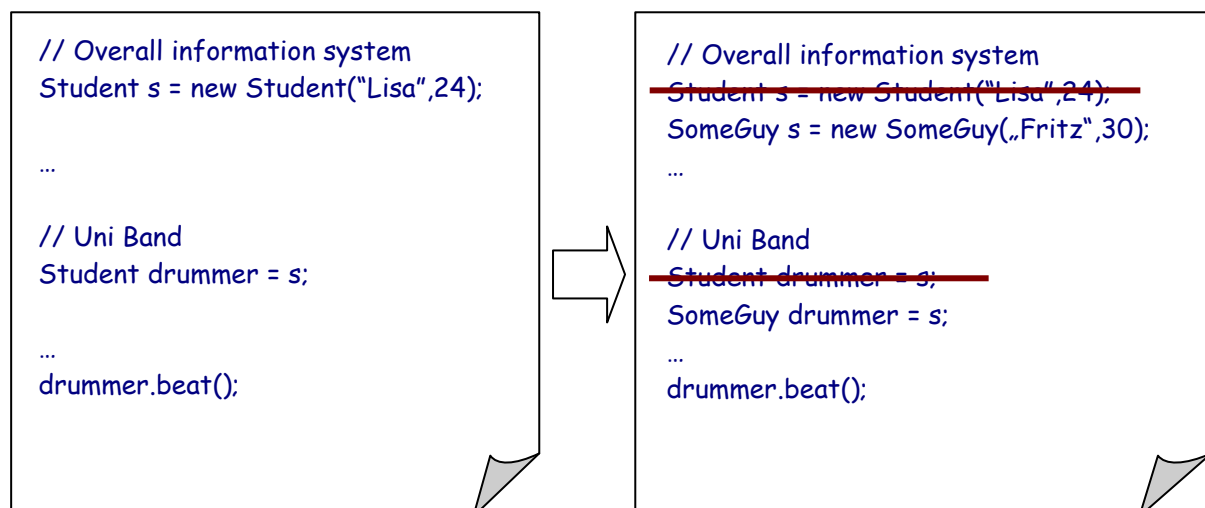 // Overall information system
Student s = new Student(“Lisa”,24);
…
// Uni Band
Student drummer = s;
…
drummer.beat();
// Overall information system
Student s = new Student(“Lisa”,24);
SomeGuy s = new SomeGuy(„Fritz“,30);
…
// Uni Band
Student drummer = s;
SomeGuy drummer = s;
…
drummer.beat();